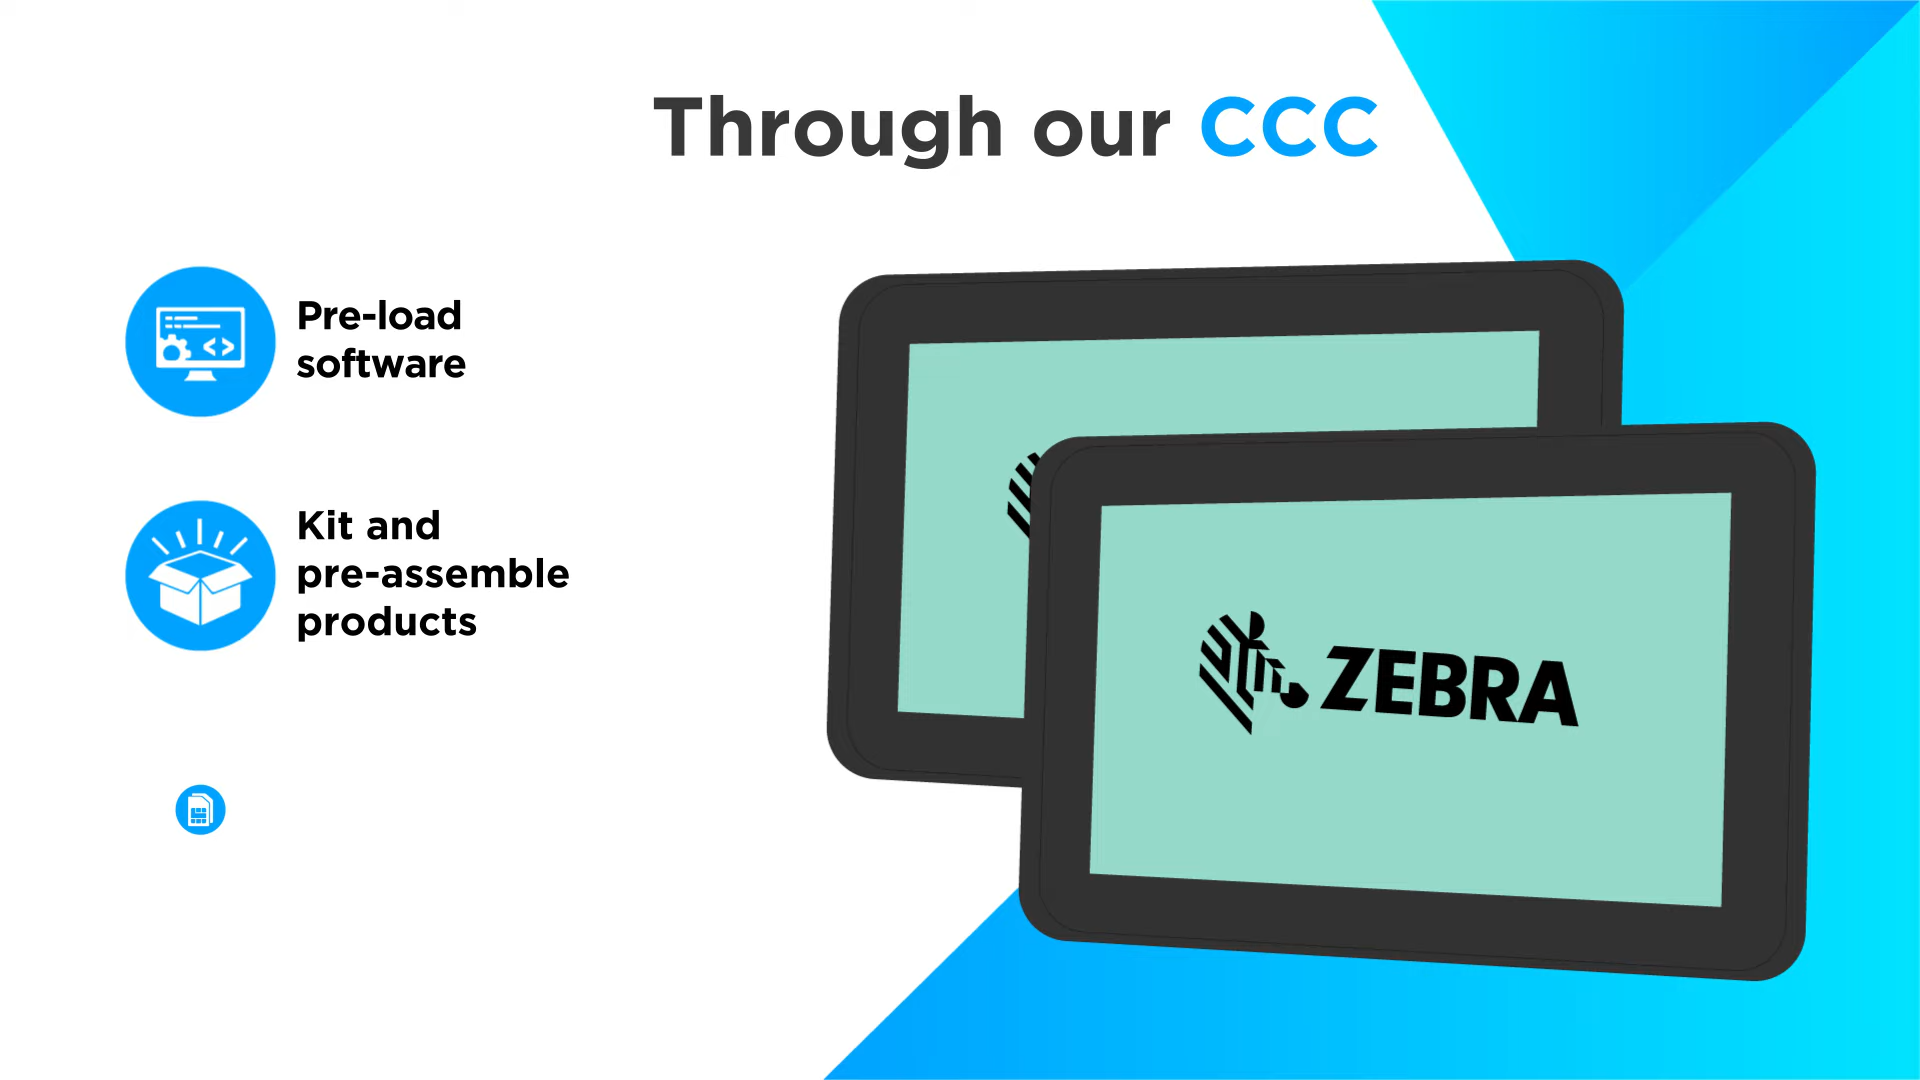 Through our CCC
Pre-load
software
Kit and
pre-assemble
products
ZEBRA